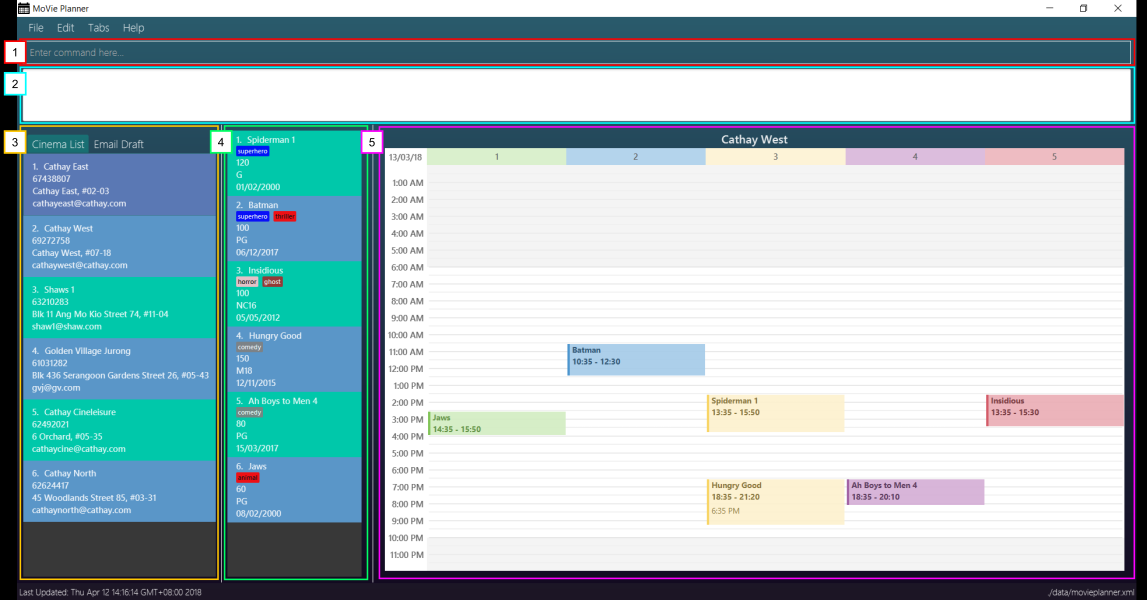 MoVie Planner
File Edit Tabs Help
1
Enter command here...
2
3
Cinema List Email Draft
1. Cathay East
67438807
Cathay East, #02-03
cathayeast@cathay.com
2. Cathay West
69272758
Cathay West, #07-18
cathaywest@cathay.com
3. Shaws 1
63210283
Blk 11 Ang Mo Kio Street 74, #11-04
shaw1@shaw.com
4. Golden Village Jurong
61031282
Blk 436 Serangoon Gardens Street 26, #05-43
gvj@gv.com
5. Cathay Cineleisure
62492021
6 Orchard, #05-35
cathaycine@cathay.com
6. Cathay North
62624417
45 Woodlands Street 85, #03-31
cathaynorth@cathay.com
4
1. Spiderman 1
superhero
120
G
01/02/2000
2. Batman
superhero thriller
100
PG
06/12/2017
3. Insidious
horror ghost
100
NC16
05/05/2012
4. Hungry Good
comedy
150
M18
12/11/2015
5. Ah Boys to Men 4
comedy
80
PG
15/03/2017
6. Jaws
animal
60
PG
08/02/2000
5
Cathay West
13/03/18 1 2 3 4 5
1:00 AM
2:00 AM
3:00 AM
4:00 AM
5:00 AM
6:00 AM
7:00 AM
8:00 AM
9:00 AM
10:00 AM
11:00 AM
12:00 PM
1:00 PM
2:00 PM
3:00 PM
4:00 PM
5:00 PM
6:00 PM
7:00 PM
8:00 PM
9:00 PM
10:00 PM
11:00 PM
Jaws
14:35 - 15:50
Batman
10:35 - 12:30
Spiderman 1
13:35 - 15:50
Hungry Good
18:35 - 21:20
6:35 PM
Ah Boys to Men 4
18:35 - 20:10
Insidious
13:35 - 15:30
Last Updated: Thu Apr 12 14:16:14 GMT+08:00 2018
./data/movieplanner.xml